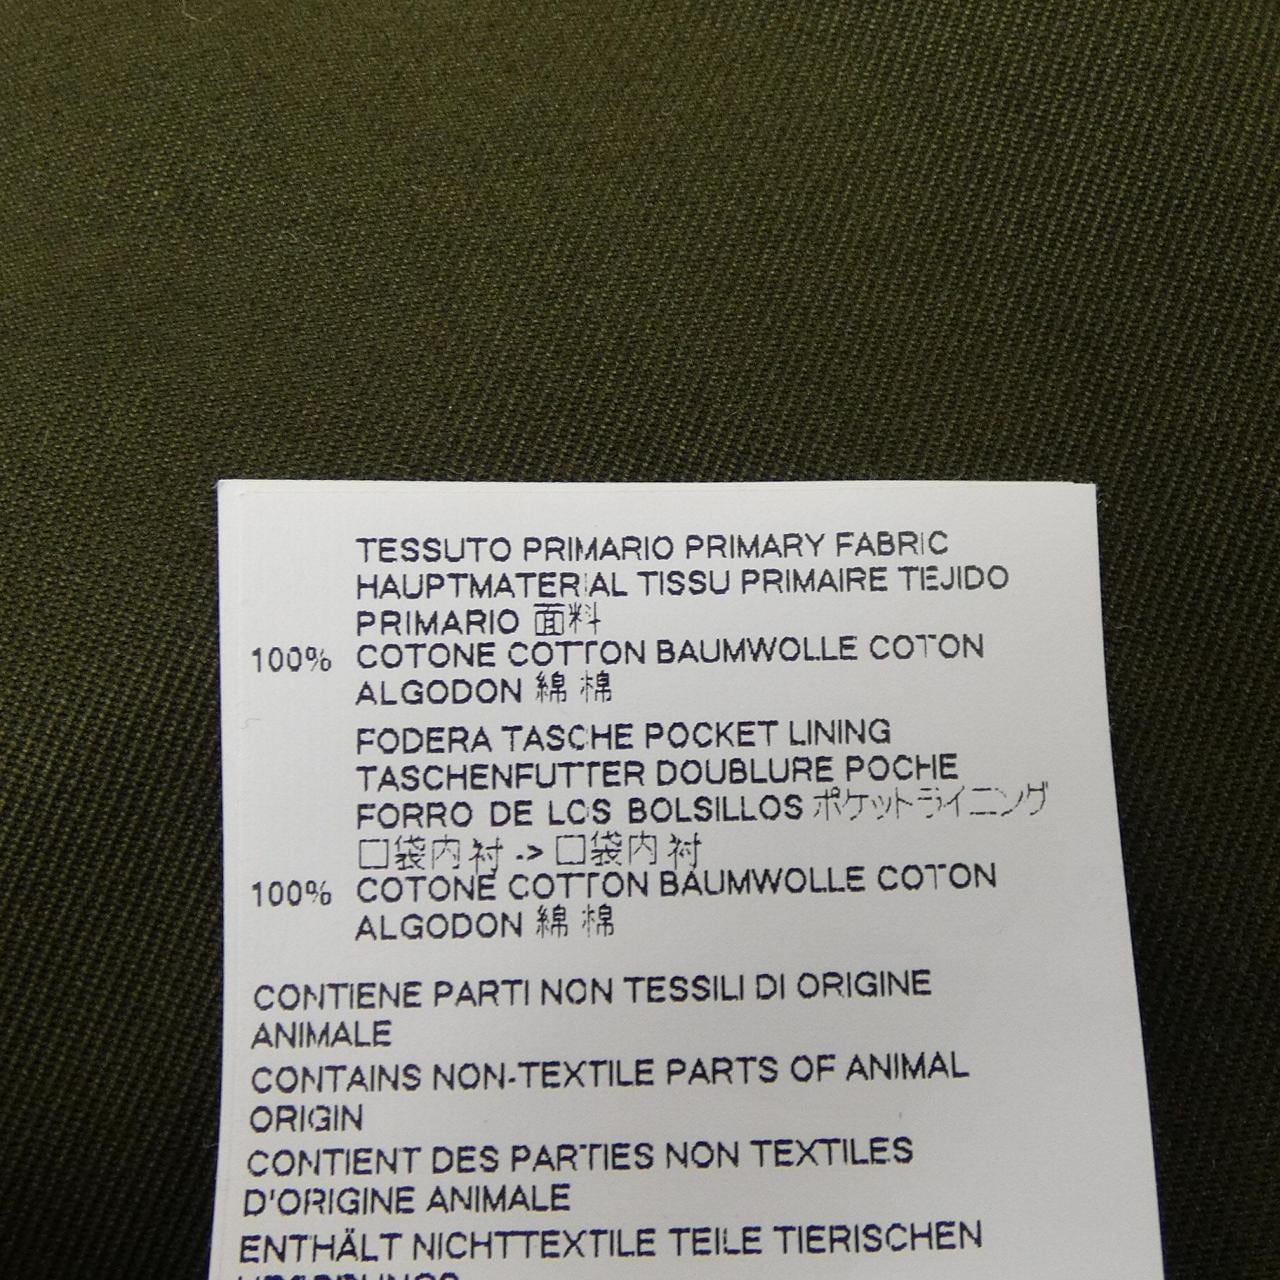 TESSUTO PRIMARIO PRIMARY FABRIC
HAUPTMATERIAL TISSU PRIMAIRE TEJIDO
PRIMARIO 面料
100% COTONE COTTON BAUMWOLLE COTON
ALGODON 綿 棉
FODERA TASCHE POCKET LINING
TASCHENFUTTER DOUBLURE POCHE
FORRO DE LOS BOLSILLOS ポケットライニング
口袋内衬 -> 口袋内衬
100% COTONE COTTON BAUMWOLLE COTON
ALGODON 綿 棉
CONTIENE PARTI NON TESSILI DI ORIGINE
ANIMALE
CONTAINS NON-TEXTILE PARTS OF ANIMAL
ORIGIN
CONTIENT DES PARTIES NON TEXTILES
D'ORIGINE ANIMALE
ENTHÄLT NICHTTEXTILE TEILE TIERISCHEN